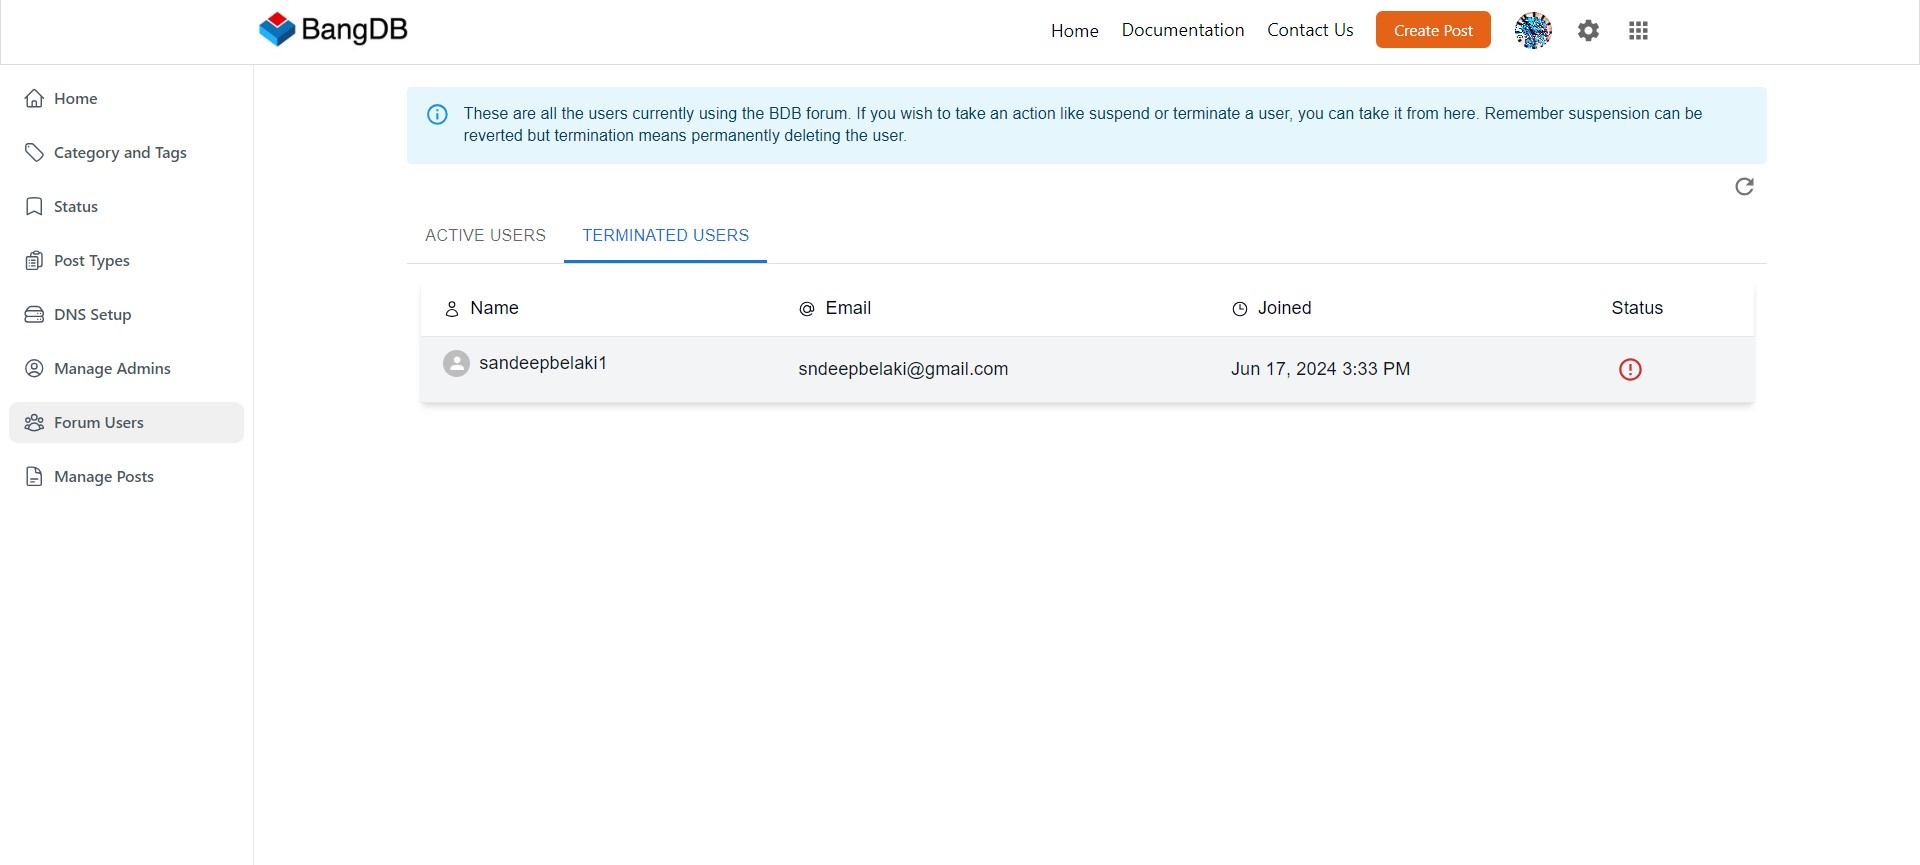 BangDB
Home
Documentation
Contact Us
Create Post
Home
Category and Tags
Status
Post Types
DNS Setup
Manage Admins
Forum Users
Manage Posts
These are all the users currently using the BDB forum. If you wish to take an action like suspend or terminate a user, you can take it from here. Remember suspension can be
reverted but termination means permanently deleting the user.
ACTIVE USERS
TERMINATED USERS
Name
Email
Joined
Status
sandeepbelaki1
sndeepbelaki@gmail.com
Jun 17, 2024 3:33 PM